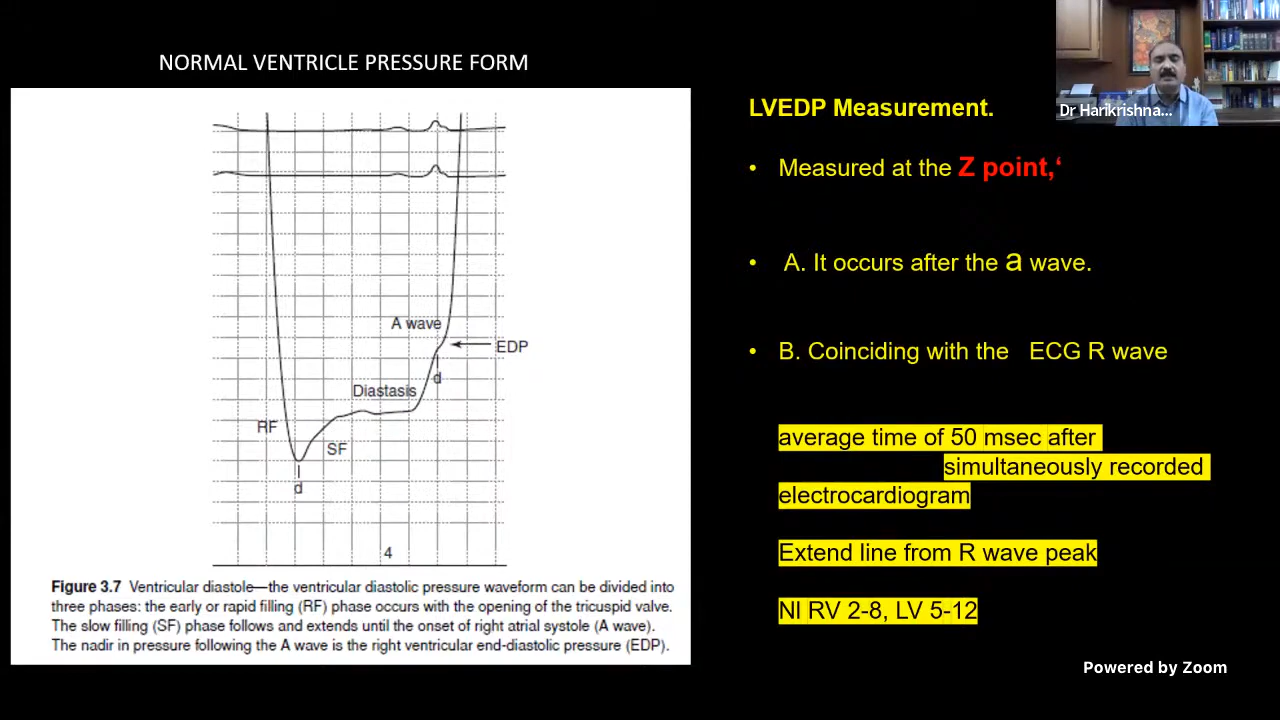 NORMAL VENTRICLE PRESSURE FORM
A wave
EDP
d
Diastasis
RF
SF
d
4
Figure 3.7 Ventricular diastole—the ventricular diastolic pressure waveform can be divided into
three phases: the early or rapid filling (RF) phase occurs with the opening of the tricuspid valve.
The slow filling (SF) phase follows and extends until the onset of right atrial systole (A wave).
The nadir in pressure following the A wave is the right ventricular end-diastolic pressure (EDP).
LVEDP Measurement.
• Measured at the Z point,‘
• A. It occurs after the a wave.
• B. Coinciding with the ECG R wave
average time of 50 msec after
simultaneously recorded
electrocardiogram
Extend line from R wave peak
Nl RV 2-8, LV 5-12
Dr Harikrishna...
Powered by Zoom